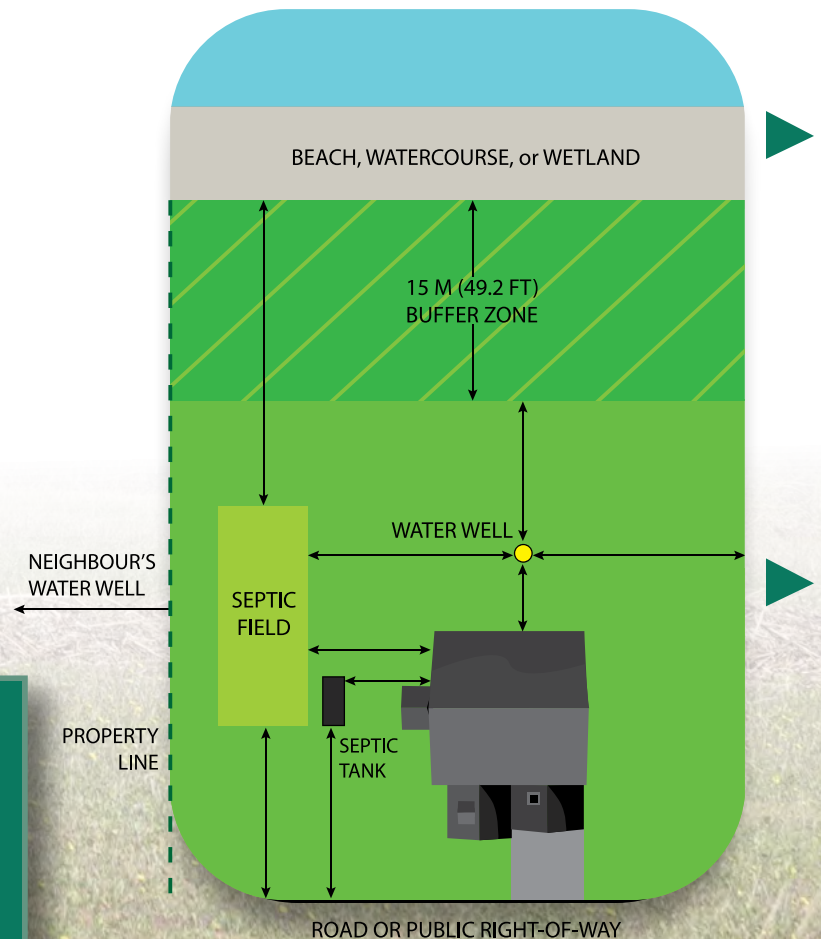 BEACH, WATERCOURSE, or WETLAND
15 M (49.2 FT)
BUFFER ZONE
WATER WELL
NEIGHBOUR'S
WATER WELL
SEPTIC
FIELD
PROPERTY
LINE
SEPTIC
TANK
ROAD OR PUBLIC RIGHT-OF-WAY